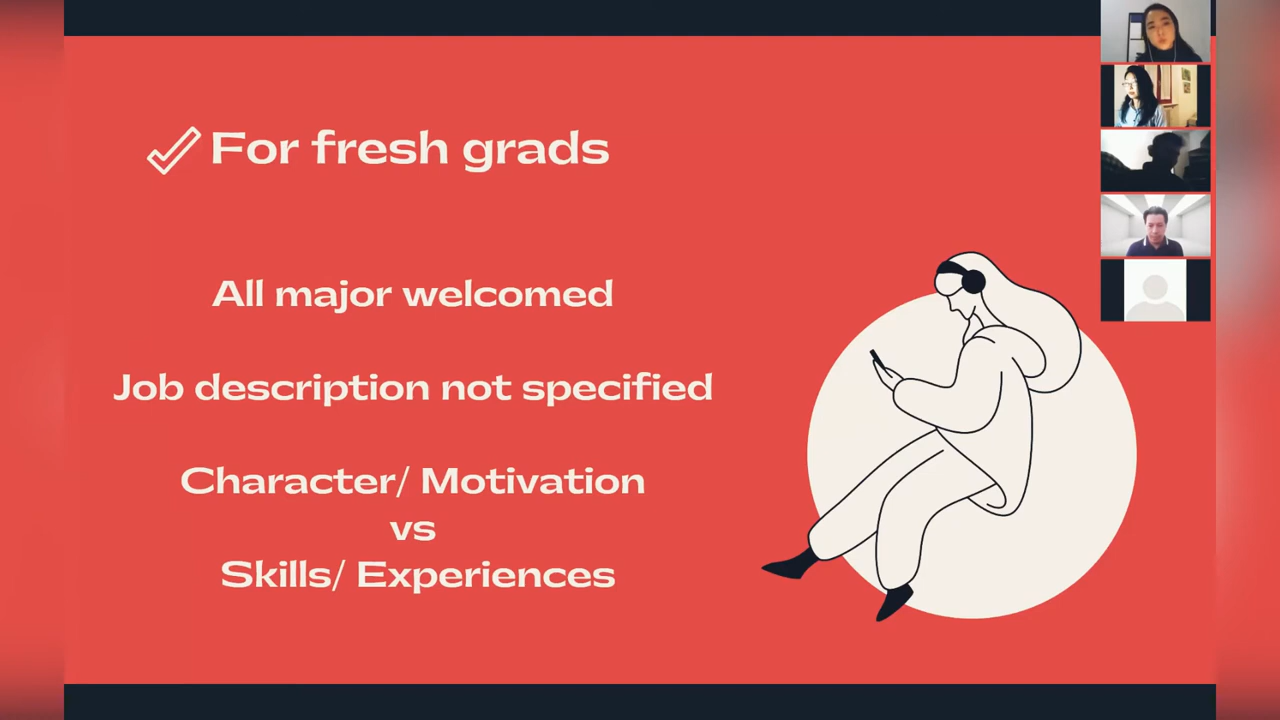 For fresh grads
All major welcomed
Job description not specified
Character/ Motivation
vs
Skills/ Experiences